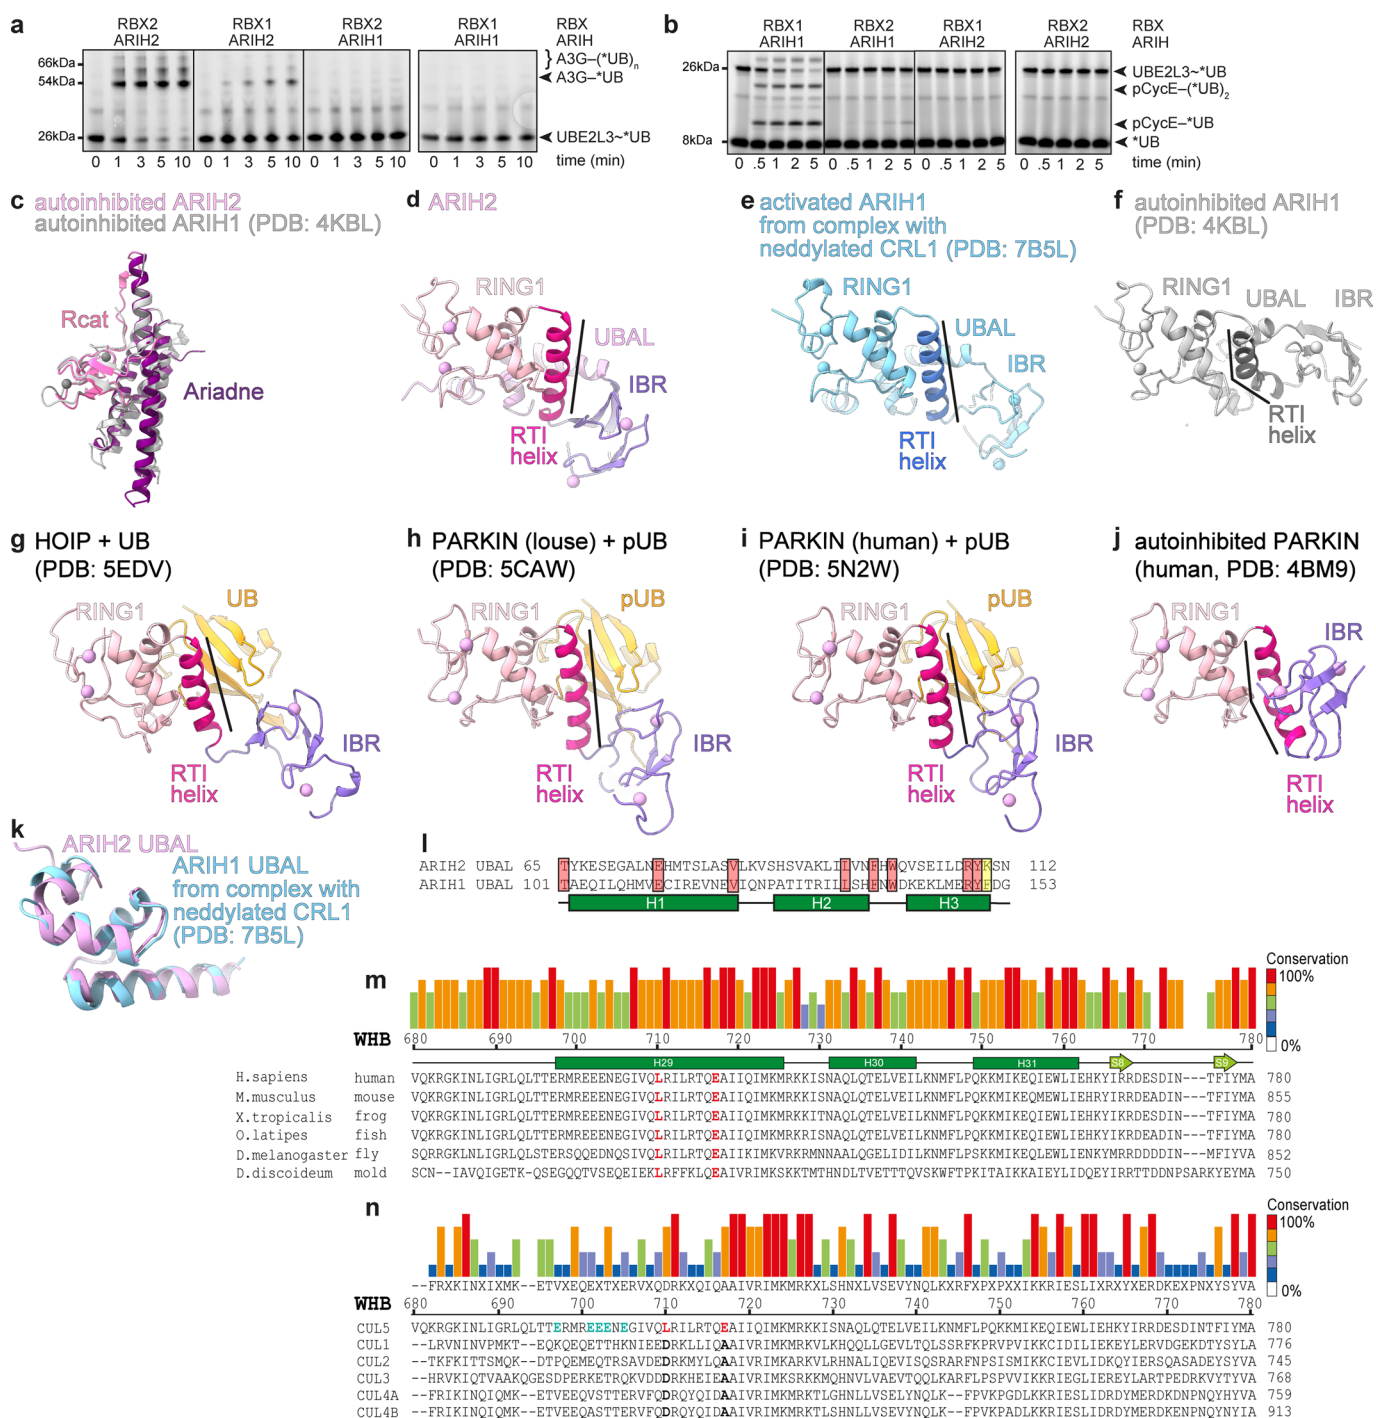 a
RBX2 RBX1 RBX2 RBX1 RBX
ARIH2 ARIH2 ARIH1 ARIH1 ARIH
66kDa
54kDa
26kDa
A3G–(*UB)n
A3G–*UB
UBE2L3~*UB
0 1 3 5 10 0 1 3 5 10 0 1 3 5 10 0 1 3 5 10 time (min)
b
RBX1 RBX2 RBX1 RBX2 RBX
ARIH1 ARIH1 ARIH2 ARIH2 ARIH
26kDa
8kDa
UBE2L3~*UB
pCycE–(*UB)2
pCycE–*UB
*UB
0 .5 1 2 5 0 .5 1 2 5 0 .5 1 2 5 0 .5 1 2 5 time (min)
c autoinhibited ARIH2
autoinhibited ARIH1 (PDB: 4KBL)
Rcat
Ariadne
d ARIH2
RING1
UBAL
IBR
RTI
helix
e activated ARIH1
from complex with
neddylated CRL1 (PDB: 7B5L)
RING1
UBAL
IBR
RTI
helix
f autoinhibited ARIH1
(PDB: 4KBL)
RING1
UBAL
IBR
RTI
helix
g HOIP + UB
(PDB: 5EDV)
RING1
UB
IBR
RTI
helix
h PARKIN (louse) + pUB
(PDB: 5CAW)
RING1
pUB
IBR
RTI
helix
i PARKIN (human) + pUB
(PDB: 5N2W)
RING1
pUB
IBR
RTI
helix
j autoinhibited PARKIN
(human, PDB: 4BM9)
RING1
IBR
RTI
helix
k
ARIH2 UBAL
ARIH1 UBAL
from complex with
neddylated CRL1
(PDB: 7B5L)
l
ARIH2 UBAL 65 TYKESEGALNEHMTSLASVLKVSHSVAKLILVNFHWQVSEILDRYKSN 112
ARIH1 UBAL 101 TAEQILQHMVECIREVNEVIQNPATITRILLSHFNWDKEKLMERYFDG 153
H1 H2 H3
m
Conservation
100%
0%
WHB
680 690 700 710 720 730 740 750 760 770 780
H29 H30 H31 S8 S9
H.sapiens human VQKRGKINLIGRLQLTTERMREEENEGIVQLRILRTQEAIIQIMKMRKKISNAQLQTELVEILKNMFLPQKKMIKEQIEWLIEHKYIRRDESDIN---TFIYMA 780
M.musculus mouse VQKRGKINLIGRLQLTTERMREEENEGIVQLRILRTQEAIIQIMKMRKKISNAQLQTELVEILKNMFLPQKKMIKEQMEWLIEHKYIRRDESDIN---TFIYMA 855
X.tropicalis frog VQKRGKINLIGRLQLTTERMREEENEGIVQLRILRTQEAIIQIMKMRKKITNAQLQTELVEILKNMFLPQKKMIKEQIEWLIEHKYIKRDESDIN---TFIYMA 780
O.latipes fish VQKRGKINLIGRLQLTTERMREEENEGIVQLRILRTQEAIIQIMKMRKRISNAQLQTELVEILKNMFLPQKKMIKEQIEWLIEHKYIKRDEADIN---TFIYMA 780
D.melanogaster fly SQRRGKLNLIGRLQLSTERSQQEDNQSIVQLRILRTQEAIIKIMKVRKRMNNAALQGELIDILKNMFLPSKKMIKEQLEWLIENKYMRRDDDDIN---MFIYVA 852
D.discoideum mold SCN--IAVQIGETK-QSEGQQTVSEQEIEKLRFFKLQEAIVRIMKSKKTMTHNDLTVETTTQVSKWFTPKITAIKKAIEYLIDQEYIRRTTDDNPSARKYEYMA 750
n
Conservation
100%
0%
--FRXKINXIXMK--ETVXEXTXERVXQDRXXIQAAIVRIMKMRKXLSHNXLVSEVYNQLKXRFXPXPXXIKKRIESLIXRXYXERDKEXPNXYSYVA
WHB
680 690 700 710 720 730 740 750 760 770 780
CUL5 VQKRGKINLIGRLQLTTERMREEENEGIVQLRILRTQEAIIQIMKMRKKISNAQLQTELVEILKNMFLPQKKMIKEQIEWLIEHKYIRRDESDINTFIYMA 780
CUL1 --LRVNINVPMKT--EQKQEQETTHKNIEEDRKLLIQAAIVRIMKMRKVLKHQQLLGEVLTQLSSRFKPRVPVIKKCIDILIEKEYLERVDGEKDTYSYLA 776
CUL2 --TKFKITTSMQK--DTPQEMEQTRSAVDEDRKMYLQAAIVRIMKARKVLRHNALIQEVISQSRARFNPSISMIKKCIEVLIDKQYIERSQASADEYSYVA 745
CUL3 --HRVKIQTVAAKQGESDPERKETRQKVDDDRKHEIEAAIVRIMKSRKKMQHNVLVAEVTQQLKARFLPSPVVIKKRIEGLIEREYLARTPEDRKVYTYVA 768
CUL4A --FRIKINQIQMK--ETVEEQVSTTERVFQDRQYQIDAAIVRIMKMRKTLGHNLLVSELYNQLK--FPVKPGDLKKRIESLIDRDYMERDKDNPNQYHYVA 759
CUL4B --FRIKINQIQMK--ETVEEQASTTERVFQDRQYQIDAAIVRIMKMRKTLSHNLLVSEVYNQLK--FPVKPADLKKRIESLIDRDYMERDKENPNQYNYIA 913